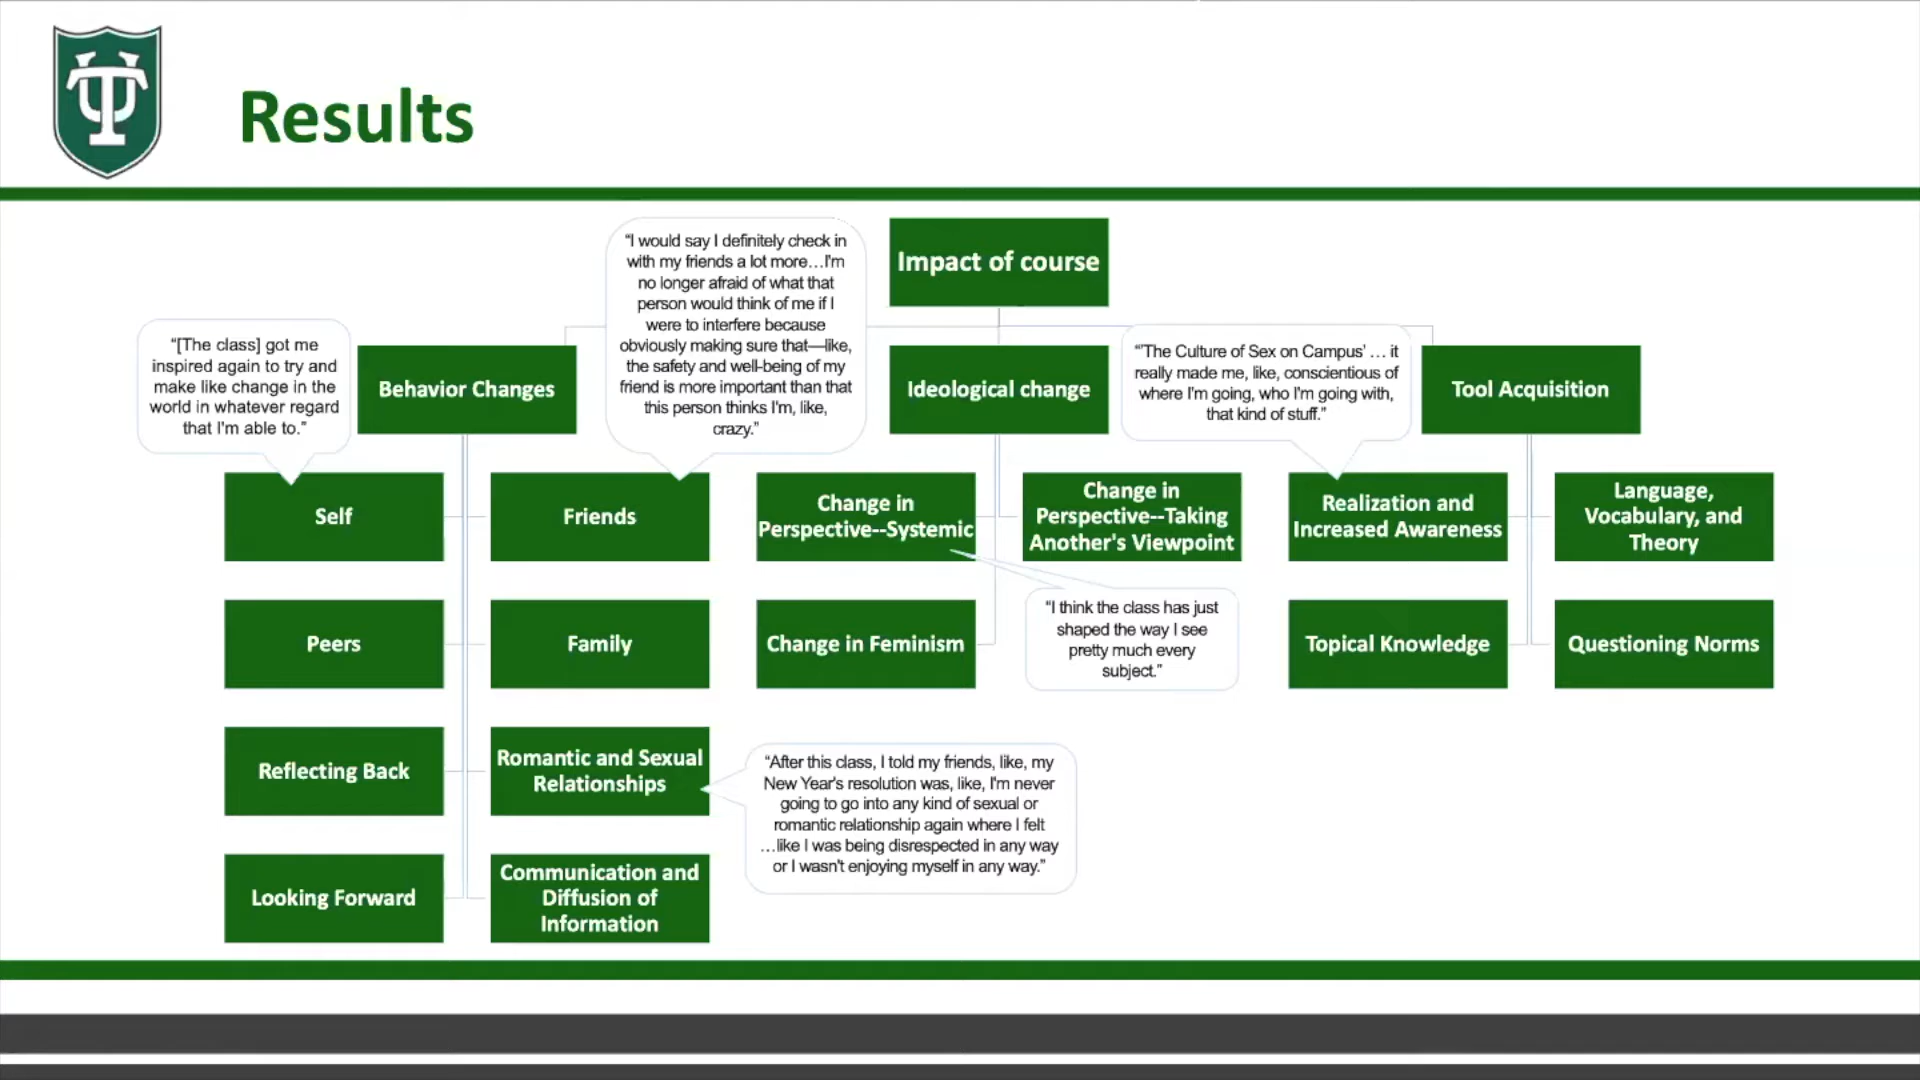 Results
Impact of course
“I would say I definitely check in
with my friends a lot more…I'm
no longer afraid of what that
person would think of me if I
were to interfere because
obviously making sure that—like,
the safety and well-being of my
friend is more important than that
this person thinks I'm, like,
crazy.”
“[The class] got me
inspired again to try and
make like change in the
world in whatever regard
that I'm able to.”
Behavior Changes
Ideological change
“'The Culture of Sex on Campus' … it
really made me, like, conscientious of
where I'm going, who I'm going with,
that kind of stuff.”
Tool Acquisition
Self
Friends
Change in
Perspective--Systemic
Change in
Perspective--Taking
Another's Viewpoint
Realization and
Increased Awareness
Language,
Vocabulary, and
Theory
Peers
Family
Change in Feminism
“I think the class has just
shaped the way I see
pretty much every
subject.”
Topical Knowledge
Questioning Norms
Reflecting Back
Romantic and Sexual
Relationships
“After this class, I told my friends, like, my
New Year's resolution was, like, I'm never
going to go into any kind of sexual or
romantic relationship again where I felt
…like I was being disrespected in any way
or I wasn't enjoying myself in any way.”
Looking Forward
Communication and
Diffusion of
Information